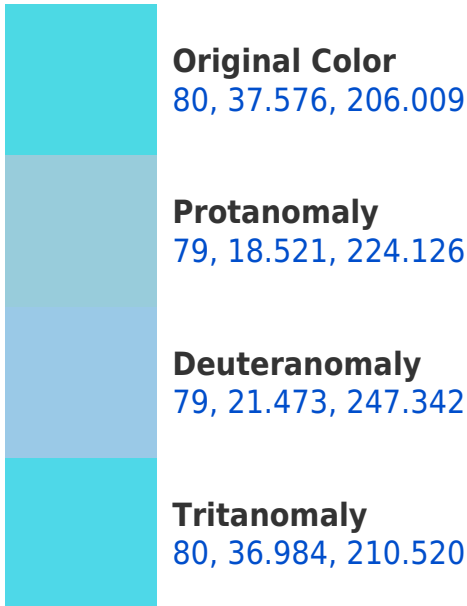 Original Color
80, 37.576, 206.009
Protanomaly
79, 18.521, 224.126
Deuteranomaly
79, 21.473, 247.342
Tritanomaly
80, 36.984, 210.520